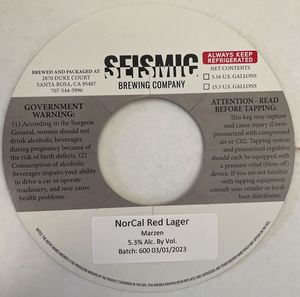 SEISMIC
BREWING COMPANY
BREWED AND PACKAGED AT
2870 DUKE COURT
SANTA ROSA, CA 95407
707-544-5996
ALWAYS KEEP
REFRIGERATED
NET CONTENTS
5.16 U.S. GALLONS
15.5 U.S. GALLONS
GOVERNMENT
WARNING:
(1) According to the Surgeon
General, women should not
drink alcoholic beverages
during pregnancy because of
the risk of birth defects. (2)
Consumption of alcoholic
beverages impairs your ability
to drive a car or operate
machinery, and may cause
health problems.
ATTENTION - READ
BEFORE TAPPING:
This keg may rupture
and cause injury if over-
pressurized with compressed
air or C02. Tapping system
and pressurized regulator
should each be equipped
with a pressure relief (blow off)
device. If you are not
familiar with tapping
equipment, consult your
retailer or local
beer distributor.
NorCal Red Lager
Marzen
5.3% Alc. By Vol.
Batch: 600 03/01/2023